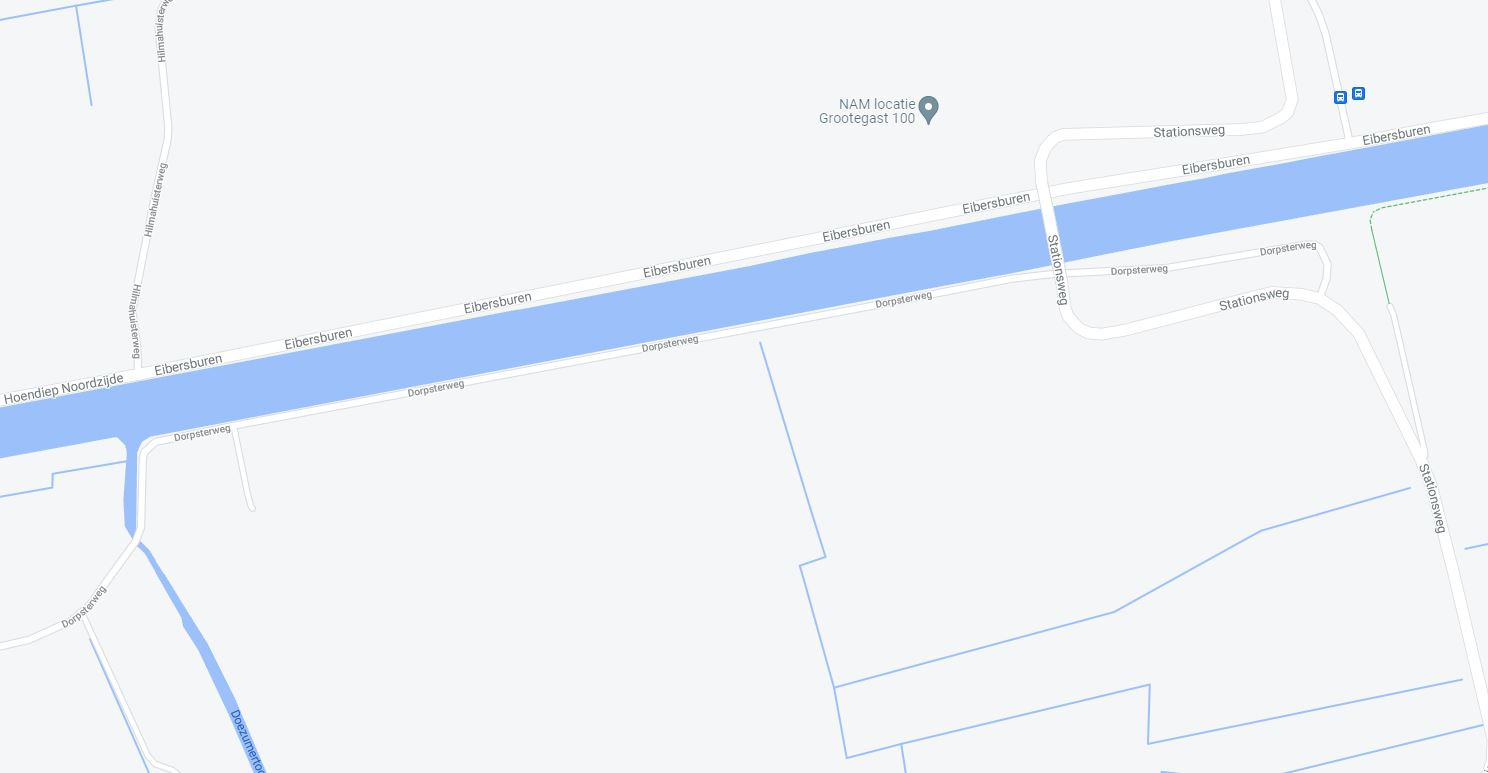 Hilmahuisterweg
NAM locatie
Grootegast 100
Stationsweg
Eibersburen
Eibersburen
Hilmahuisterweg
Eibersburen
Eibersburen
Stationsweg
Dorpsterweg
Eibersburen
Dorpsterweg
Hilmahuisterweg
Eibersburen
Dorpsterweg
Stationsweg
Eibersburen
Dorpsterweg
Eibersburen
Hoendiep Noordzijde
Dorpsterweg
Dorpsterweg
Stationsweg
Dorpsterweg